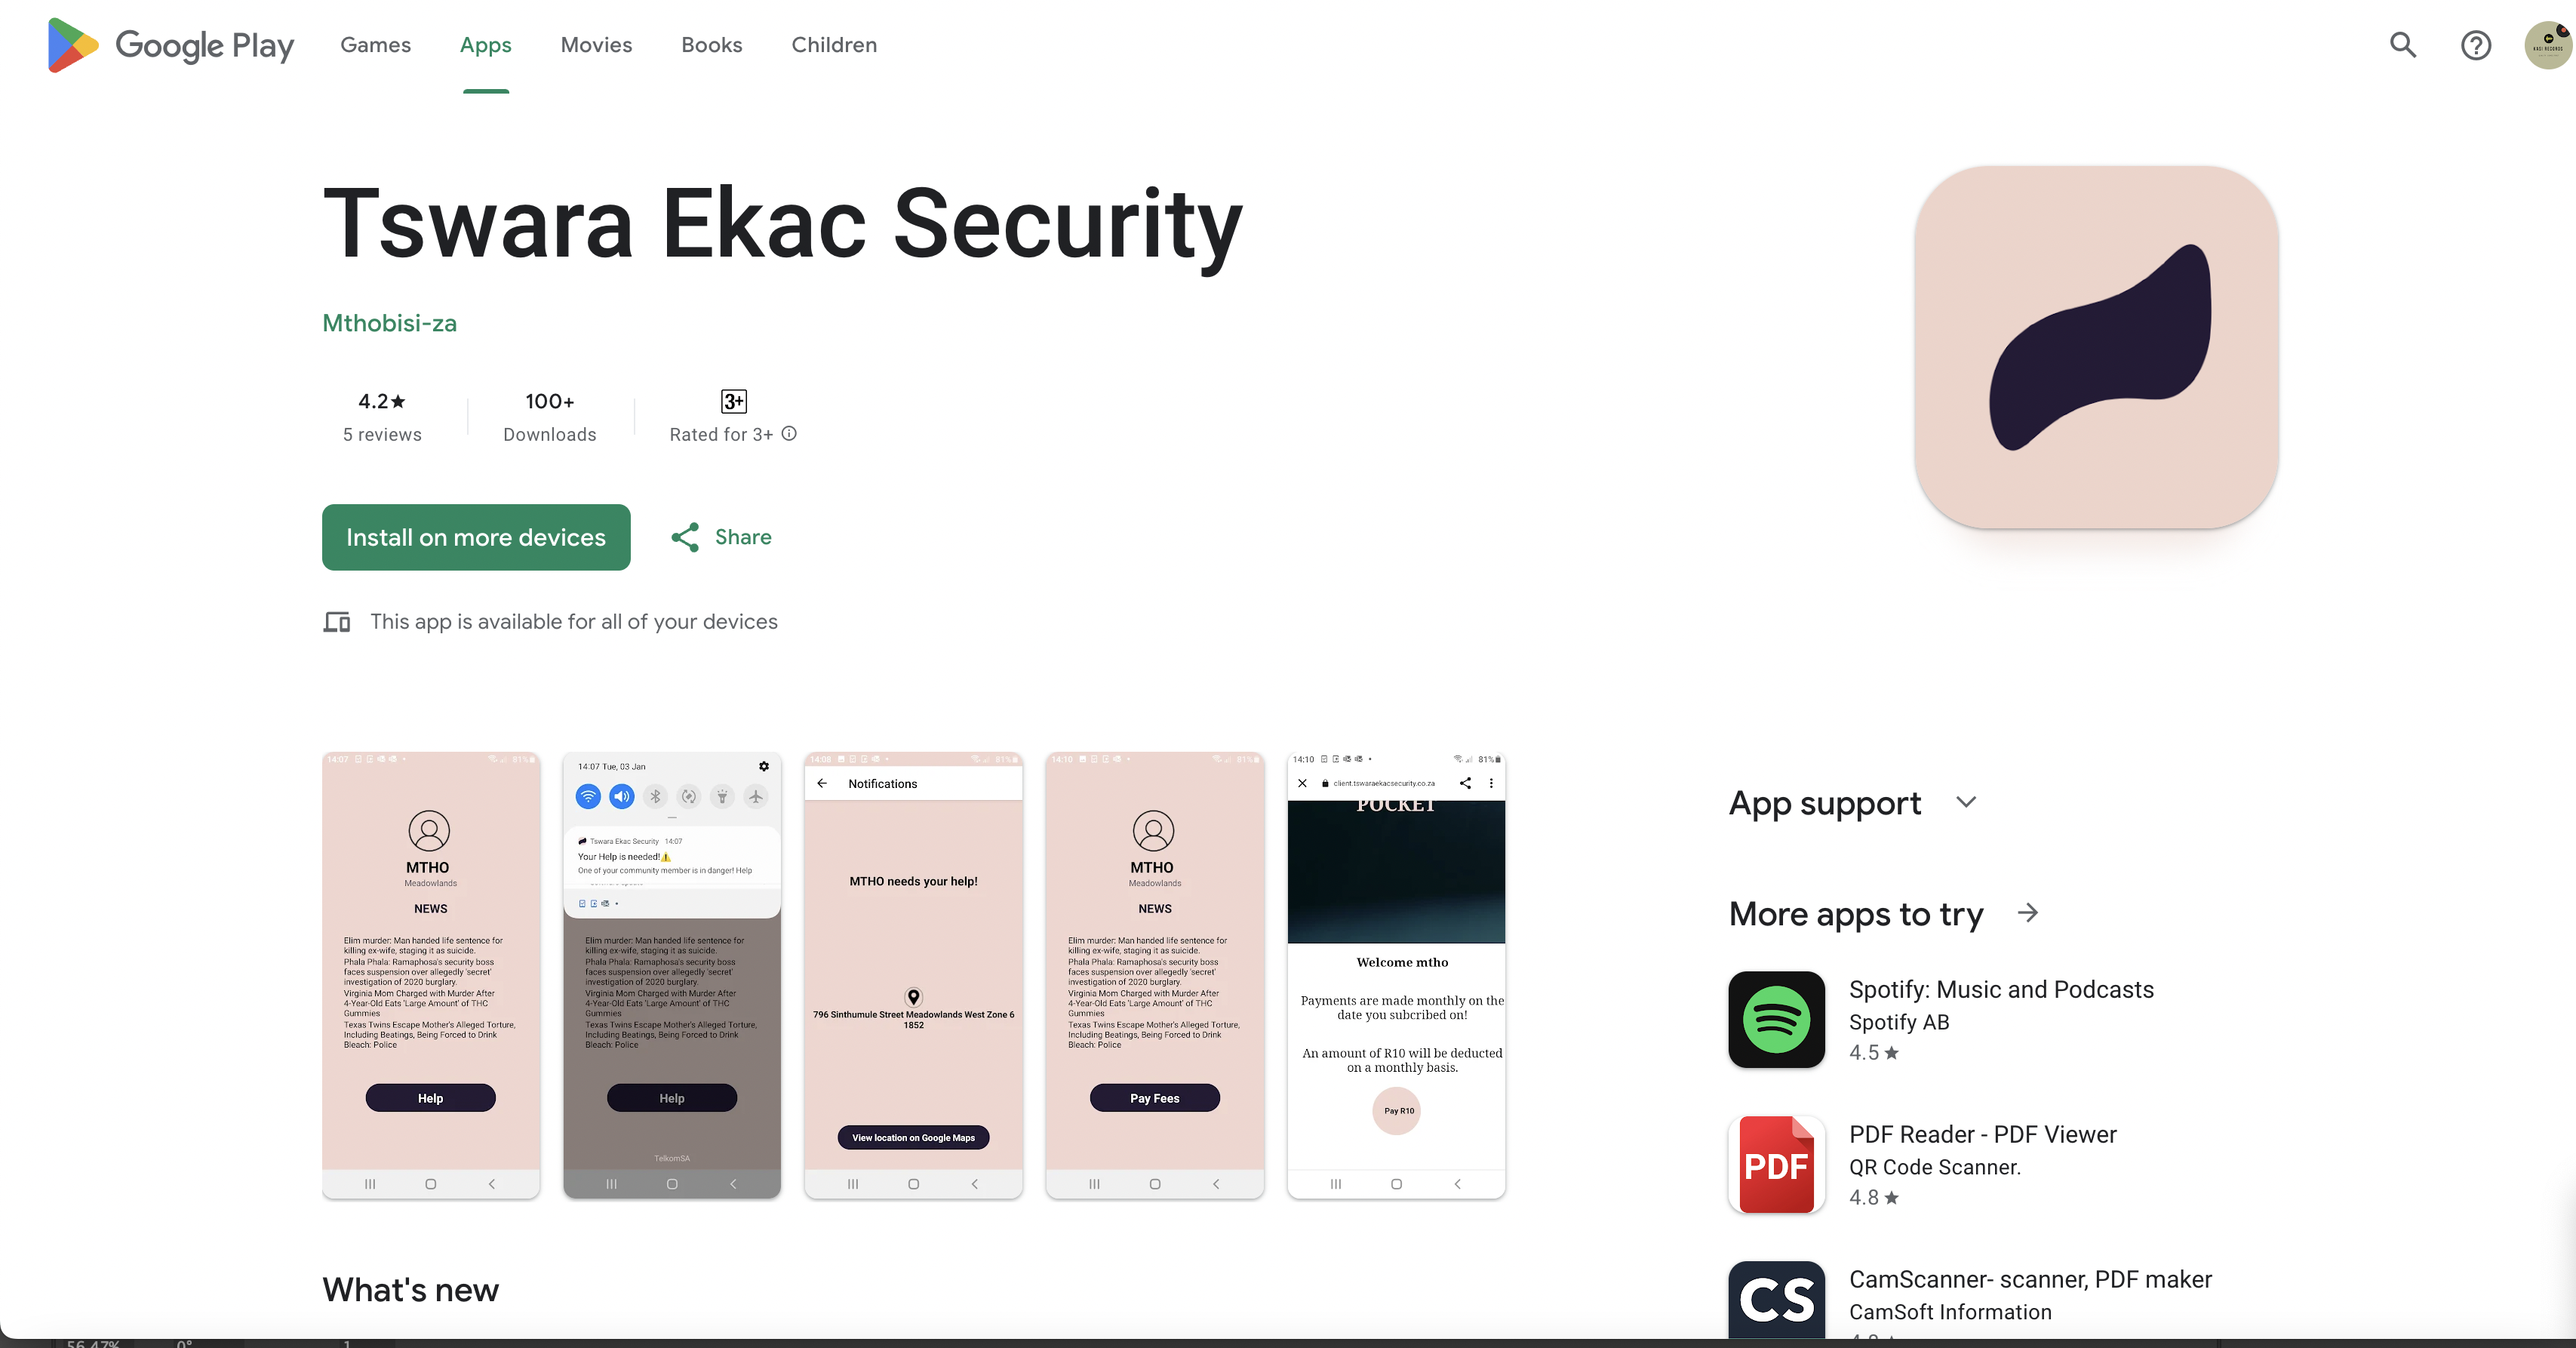 Google Play
Games
Apps
Movies
Books
Children
Tswara Ekac Security
Mthobisi-za
4.2★
5 reviews
100+
Downloads
3+
Rated for 3+
Install on more devices
Share
This app is available for all of your devices
14:07
81%
MTHO
Meadowlands
NEWS
Elim murder: Man handed life sentence for
killing ex-wife, staging it as suicide.
Phala Phala: Ramaphosa's security boss
faces suspension over allegedly 'secret'
investigation of 2020 burglary.
Virginia Mom Charged with Murder After
4-Year-Old Eats 'Large Amount' of THC
Gummies
Texas Twins Escape Mother's Alleged Torture,
Including Beatings, Being Forced to Drink
Bleach: Police
Help
14:07 Tue, 03 Jan
Tswara Ekac Security 14:07
Your Help is needed!⚠️
One of your community member is in danger! Help
Elim murder: Man handed life sentence for
killing ex-wife, staging it as suicide.
Phala Phala: Ramaphosa's security boss
faces suspension over allegedly 'secret'
investigation of 2020 burglary.
Virginia Mom Charged with Murder After
4-Year-Old Eats 'Large Amount' of THC
Gummies
Texas Twins Escape Mother's Alleged Torture,
Including Beatings, Being Forced to Drink
Bleach: Police
Help
TelkomSA
14:08
81%
Notifications
MTHO needs your help!
796 Sinthumule Street Meadowlands West Zone 6
1852
View location on Google Maps
14:10
81%
MTHO
Meadowlands
NEWS
Elim murder: Man handed life sentence for
killing ex-wife, staging it as suicide.
Phala Phala: Ramaphosa's security boss
faces suspension over allegedly 'secret'
investigation of 2020 burglary.
Virginia Mom Charged with Murder After
4-Year-Old Eats 'Large Amount' of THC
Gummies
Texas Twins Escape Mother's Alleged Torture,
Including Beatings, Being Forced to Drink
Bleach: Police
Pay Fees
14:10
81%
client.tswaraekacsecurity.co.za
POCKET
Welcome mtho
Payments are made monthly on the
date you subcribed on!
An amount of R10 will be deducted
on a monthly basis.
Pay R10
App support
More apps to try
Spotify: Music and Podcasts
Spotify AB
4.5★
PDF
PDF Reader - PDF Viewer
QR Code Scanner.
4.8★
CS
CamScanner- scanner, PDF maker
CamSoft Information
What's new
56.47%
0°
1